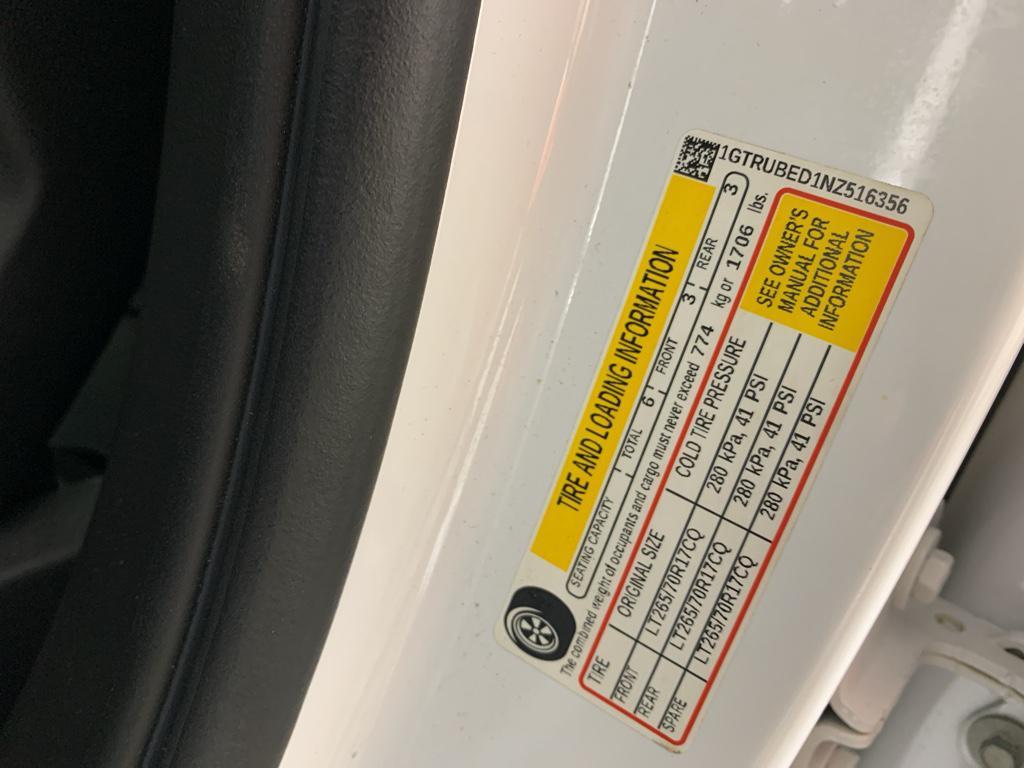 1GTRUBED1NZ516356
TIRE AND LOADING INFORMATION
SEATING CAPACITY TOTAL 6 FRONT 3 REAR 3
The combined weight of occupants and cargo must never exceed 774 kg or 1706 lbs.
TIRE ORIGINAL SIZE COLD TIRE PRESSURE
FRONT LT265/70R17CQ 280 kPa, 41 PSI
REAR LT265/70R17CQ 280 kPa, 41 PSI
SPARE LT265/70R17CQ 280 kPa, 41 PSI
SEE OWNER'S
MANUAL FOR
ADDITIONAL
INFORMATION